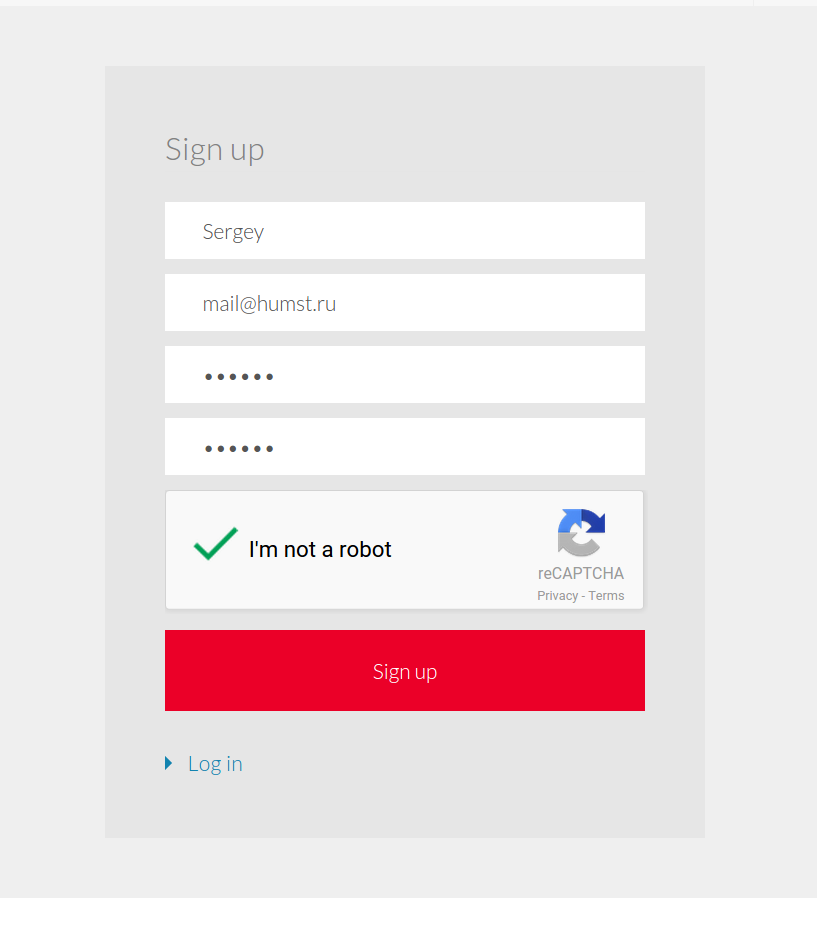 Sign up
Sergey
mail@humst.ru
••••••
••••••
I'm not a robot
reCAPTCHA
Privacy - Terms
Sign up
Log in